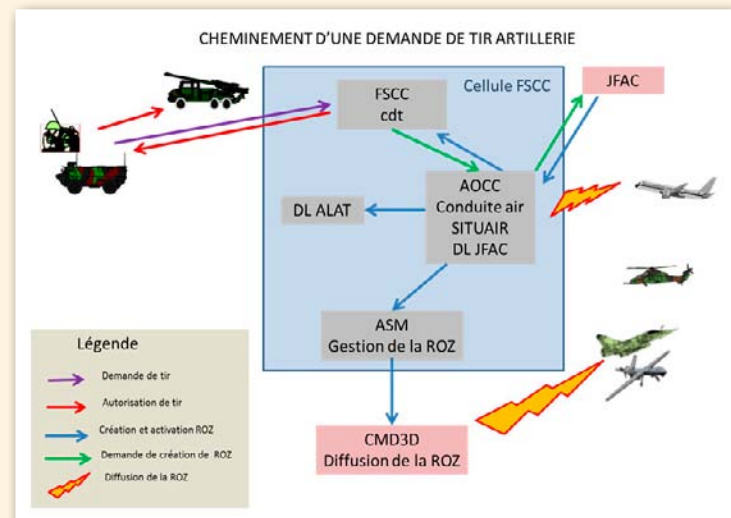 CHEMINEMENT D'UNE DEMANDE DE TIR ARTILLERIE
Cellule FSCC
JFAC
FSCC
cdt
AOCC
Conduite air
SITUAIR
DL JFAC
DL ALAT
ASM
Gestion de la ROZ
CMD3D
Diffusion de la ROZ
Légende
Demande de tir
Autorisation de tir
Création et activation ROZ
Demande de création de ROZ
Diffusion de la ROZ